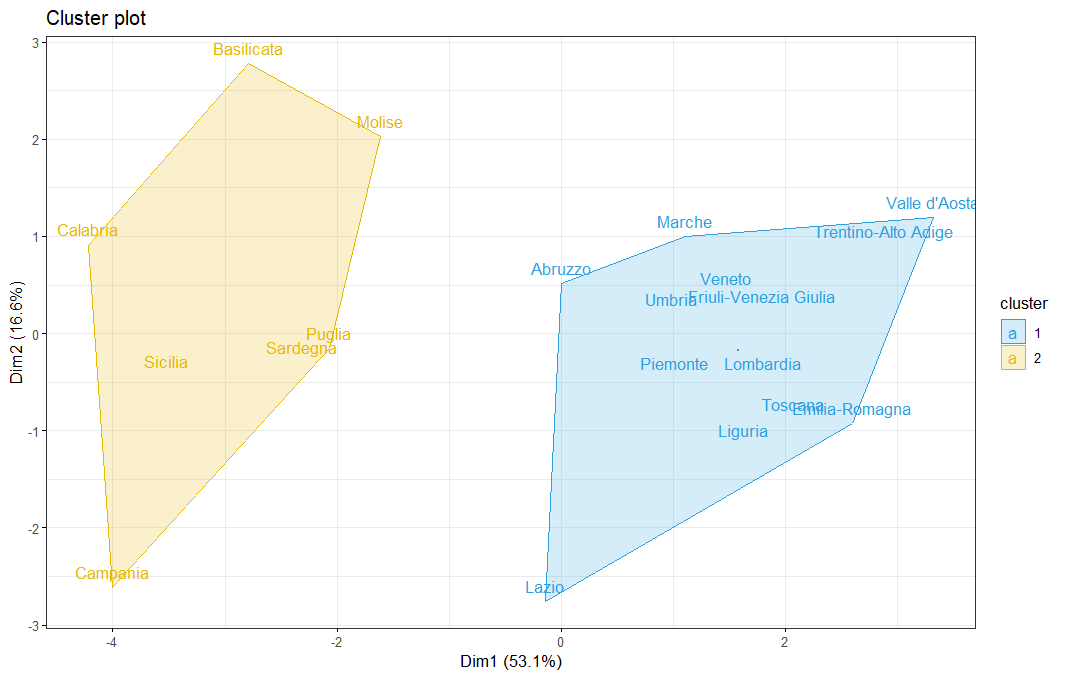 Cluster plot
3
Basilicata
Molise
2
Valle d'Aosta
Marche
Trentino-Alto Adige
Calabria
1
Abruzzo
Veneto
Friuli-Venezia Giulia
Umbria
cluster
a 1
a 2
Puglia
0
Sardegna
Sicilia
Piemonte
Lombardia
Toscana
Emilia-Romagna
Liguria
-1
-2
Campania
Lazio
-3
-4
-2
0
2
Dim1 (53.1%)
Dim2 (16.6%)